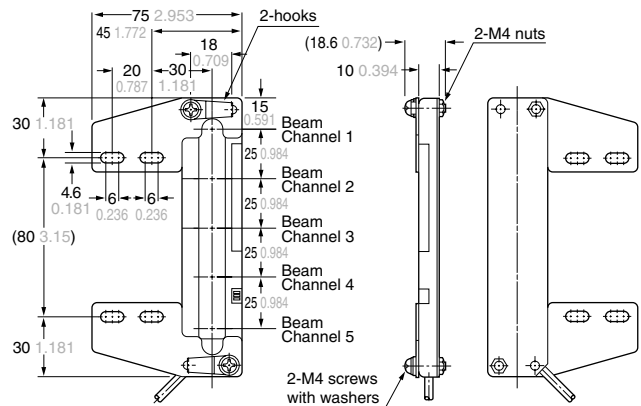 75 2.953
2-hooks
45 1.772
18
0.709
(18.6 0.732)
2-M4 nuts
20
0.787
30
1.181
10 0.394
15
0.591
30 1.181
Beam
Channel 1
25 0.984
Beam
Channel 2
4.6
0.181
6
0.236
6
0.236
25 0.984
Beam
Channel 3
(80 3.15)
25 0.984
Beam
Channel 4
25 0.984
Beam
Channel 5
30 1.181
2-M4 screws
with washers